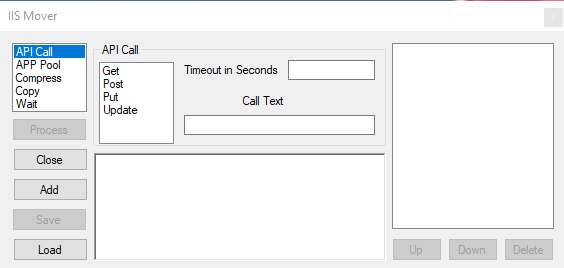 IIS Mover
x
API Call
APP Pool
Compress
Copy
Wait
API Call
Get
Post
Put
Update
Timeout in Seconds
Call Text
Process
Close
Add
Save
Load
Up
Down
Delete